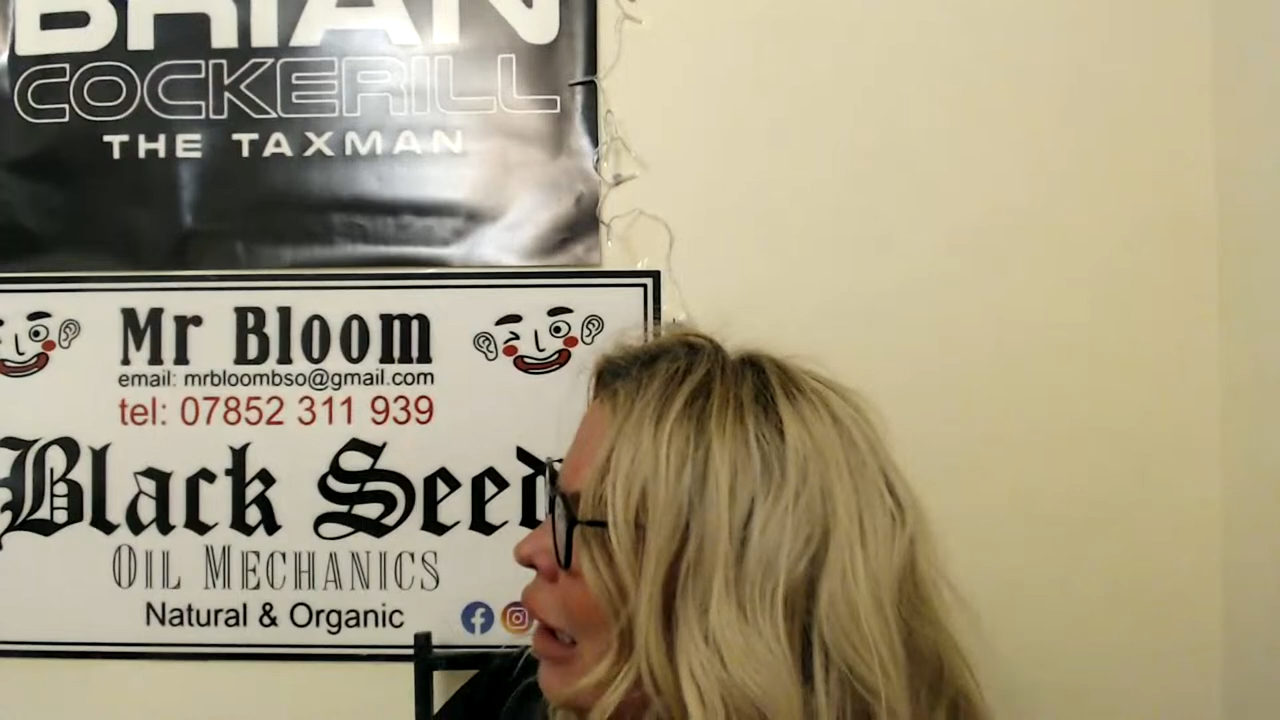 BRIAN
COCKERILL
THE TAXMAN
Mr Bloom
email: mrbloombso@gmail.com
tel: 07852 311 939
Black Seed
OIL MECHANICS
Natural & Organic